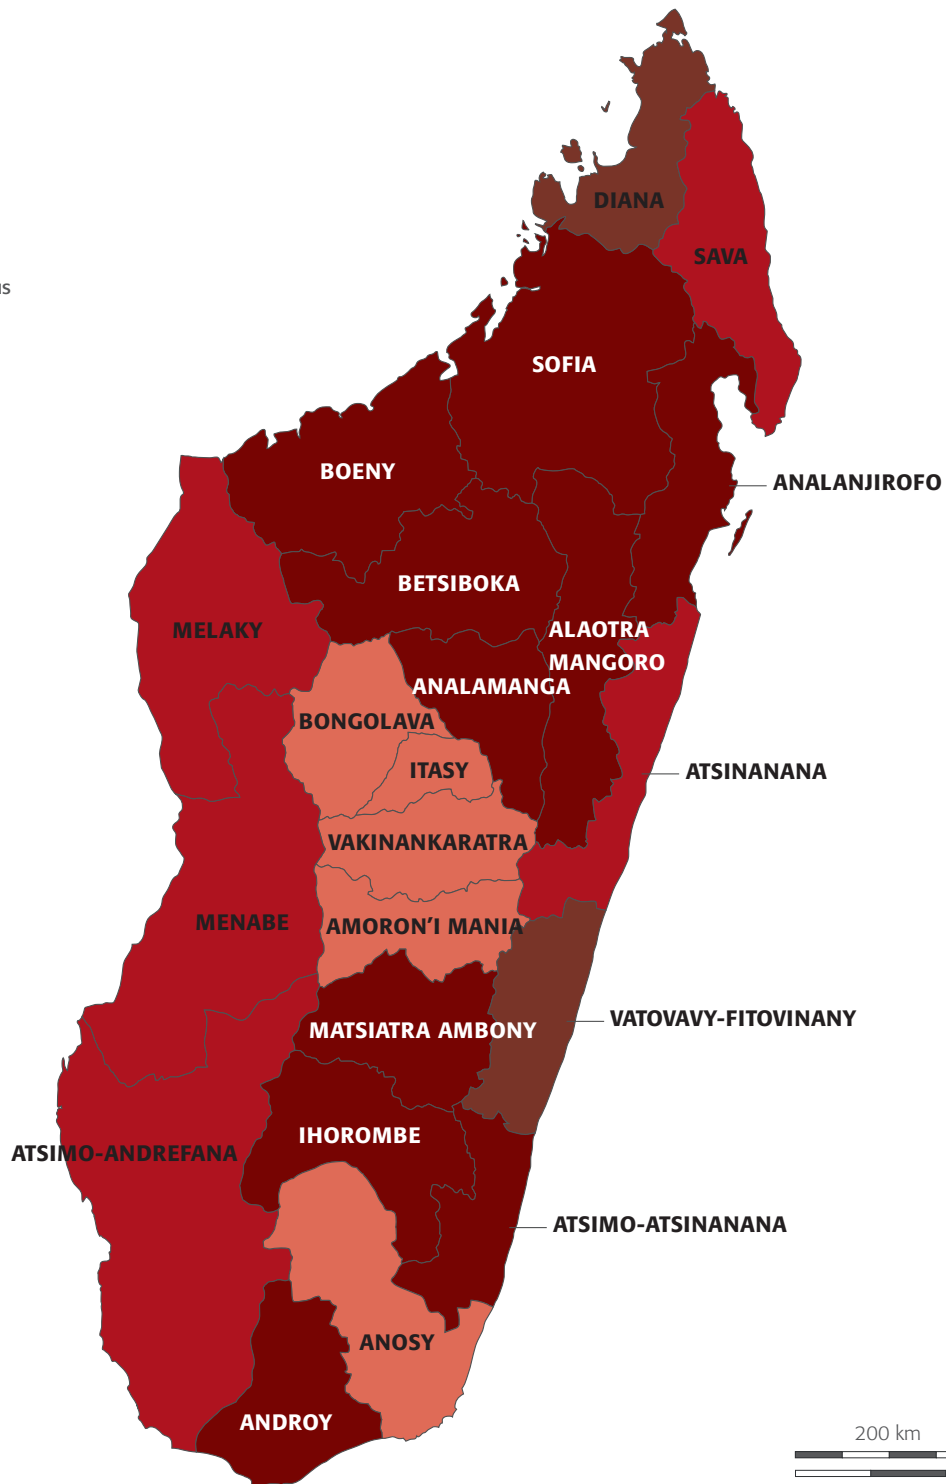 DIANA
SAVA
us
SOFIA
BOENY
ANALANJIROFO
BETSIBOKA
MELAKY
ALAOTRA
MANGORO
ANALAMANGA
BONGOLAVA
ITASY
ATSINANANA
VAKINANKARATRA
MENABE
AMORON'I MANIA
VATOVAVY-FITOVINANY
MATSIATRA AMBONY
IHOROMBE
ATSIMO-ANDREFANA
ATSIMO-ATSINANANA
ANOSY
ANDROY
200 km